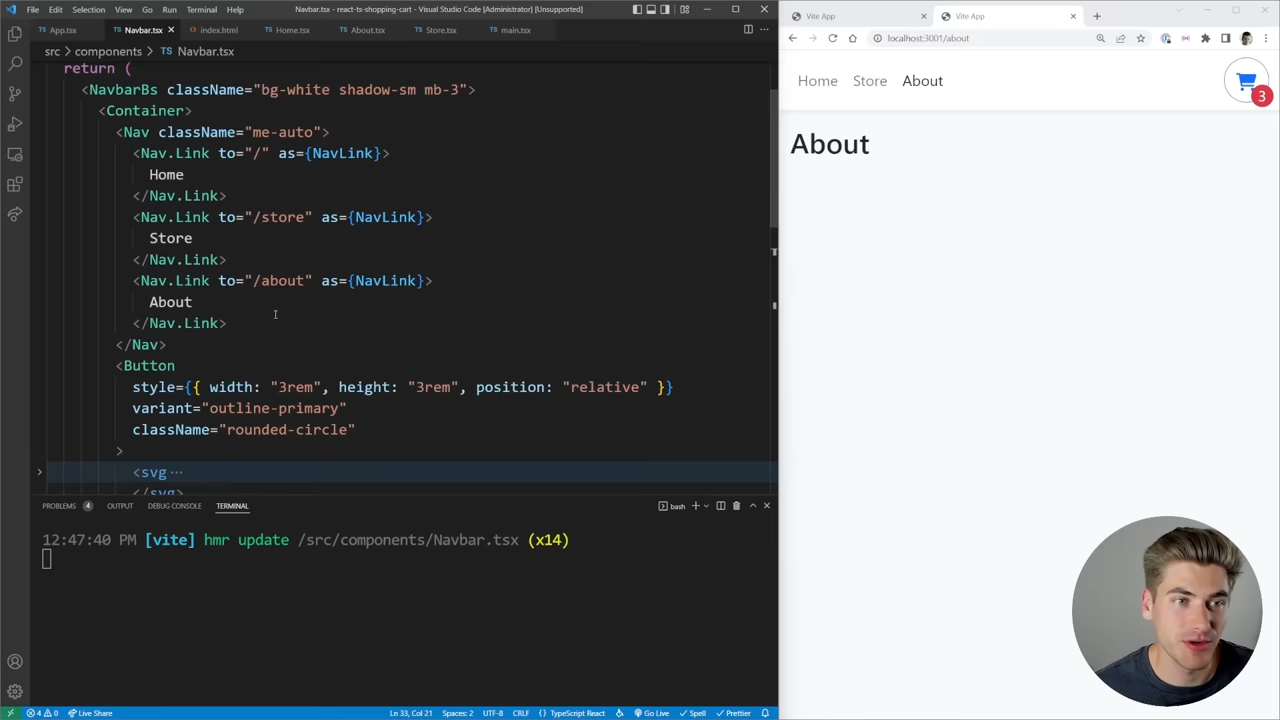 File Edit Selection View Go Run Terminal Help
Navbar.tsx - react-ts-shopping-cart - Visual Studio Code [Administrator] [Unsupported]
App.tsx Navbar.tsx index.html Home.tsx About.tsx Store.tsx main.tsx
src > components > Navbar.tsx
return (
<NavbarBs className="bg-white shadow-sm mb-3">
<Container>
<Nav className="me-auto">
<Nav.Link to="/" as={NavLink}>
Home
</Nav.Link>
<Nav.Link to="/store" as={NavLink}>
Store
</Nav.Link>
<Nav.Link to="/about" as={NavLink}>
About
</Nav.Link>
</Nav>
<Button
style={{ width: "3rem", height: "3rem", position: "relative" }}
variant="outline-primary"
className="rounded-circle"
>
<svg ...
</svg>
PROBLEMS 4 OUTPUT DEBUG CONSOLE TERMINAL bash
12:47:40 PM [vite] hmr update /src/components/Navbar.tsx (x14)
4 0 Live Share Ln 33, Col 21 Spaces: 2 UTF-8 CRLF {} TypeScript React Go Live Spell Prettier
Vite App Vite App
localhost:3001/about
Home Store About
3
About